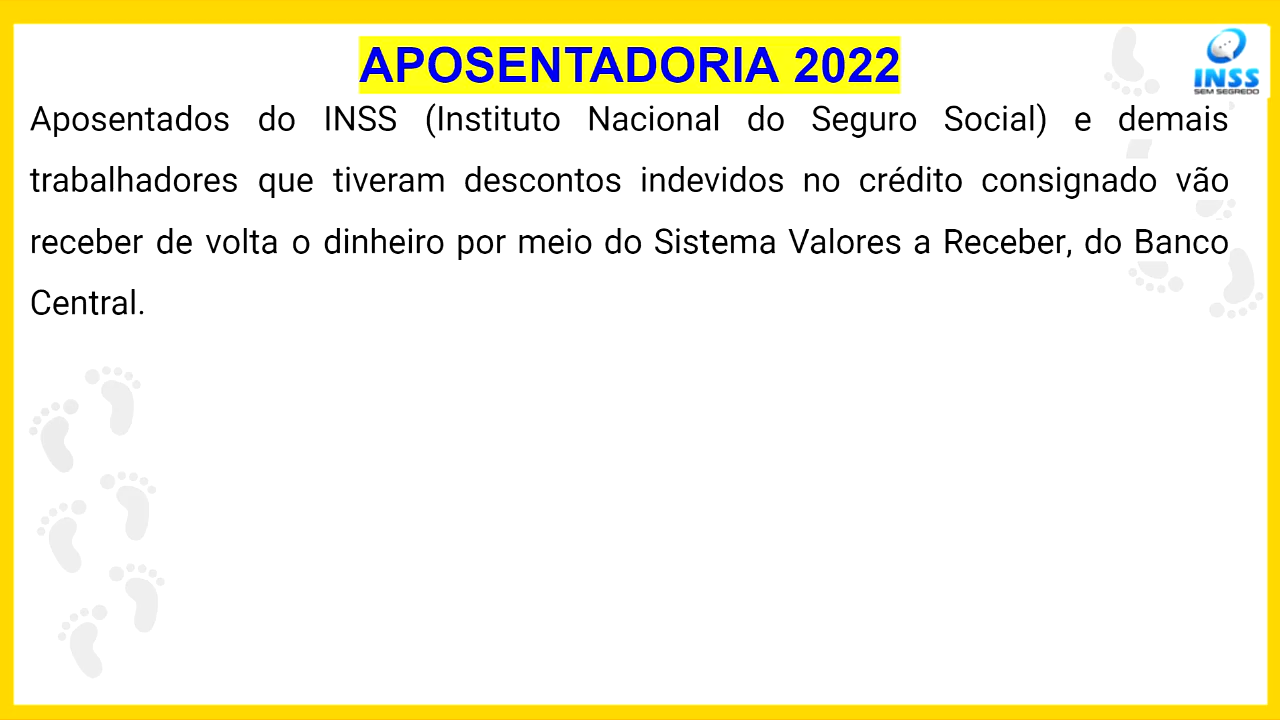 APOSENTADORIA 2022
INSS
SEM SEGREDO
Aposentados do INSS (Instituto Nacional do Seguro Social) e demais
trabalhadores que tiveram descontos indevidos no crédito consignado vão
receber de volta o dinheiro por meio do Sistema Valores a Receber, do Banco
Central.